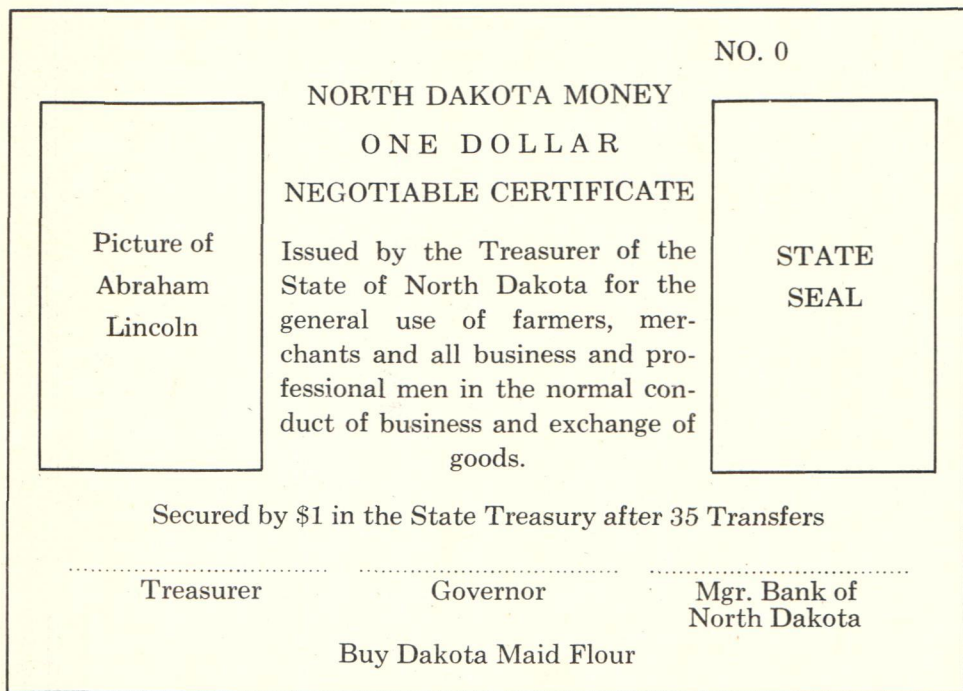 NO. 0
NORTH DAKOTA MONEY
ONE DOLLAR
NEGOTIABLE CERTIFICATE
Picture of
Abraham
Lincoln
Issued by the Treasurer of the
State of North Dakota for the
general use of farmers, mer-
chants and all business and pro-
fessional men in the normal con-
duct of business and exchange of
goods.
STATE
SEAL
Secured by $1 in the State Treasury after 35 Transfers
Treasurer
Governor
Mgr. Bank of
North Dakota
Buy Dakota Maid Flour